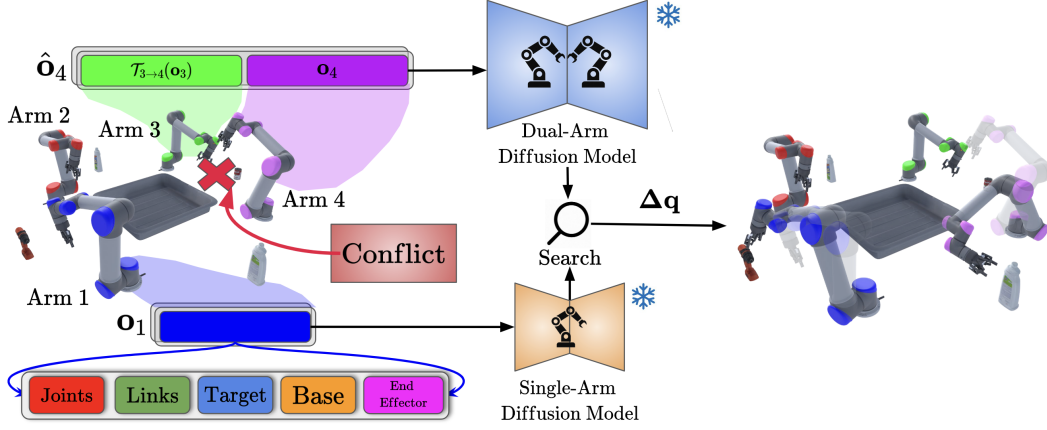 ô₄
𝒯₃→₄(o₃)
o₄
Arm 2
Arm 3
Arm 4
Conflict
Arm 1
o₁
Joints
Links
Target
Base
End
Effector
Dual-Arm
Diffusion Model
Search
Δq
Single-Arm
Diffusion Model